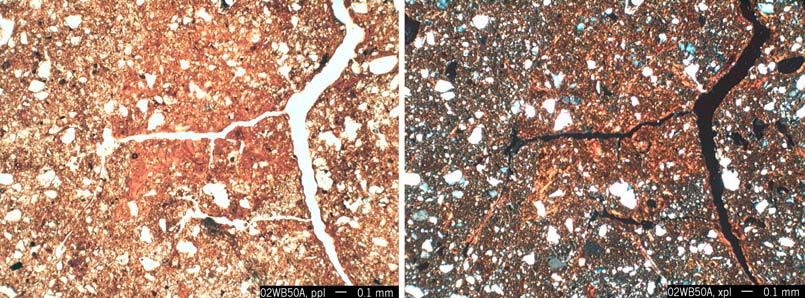 02WB50A, ppl — 0.1 mm
02WB50A, xpl — 0.1 mm